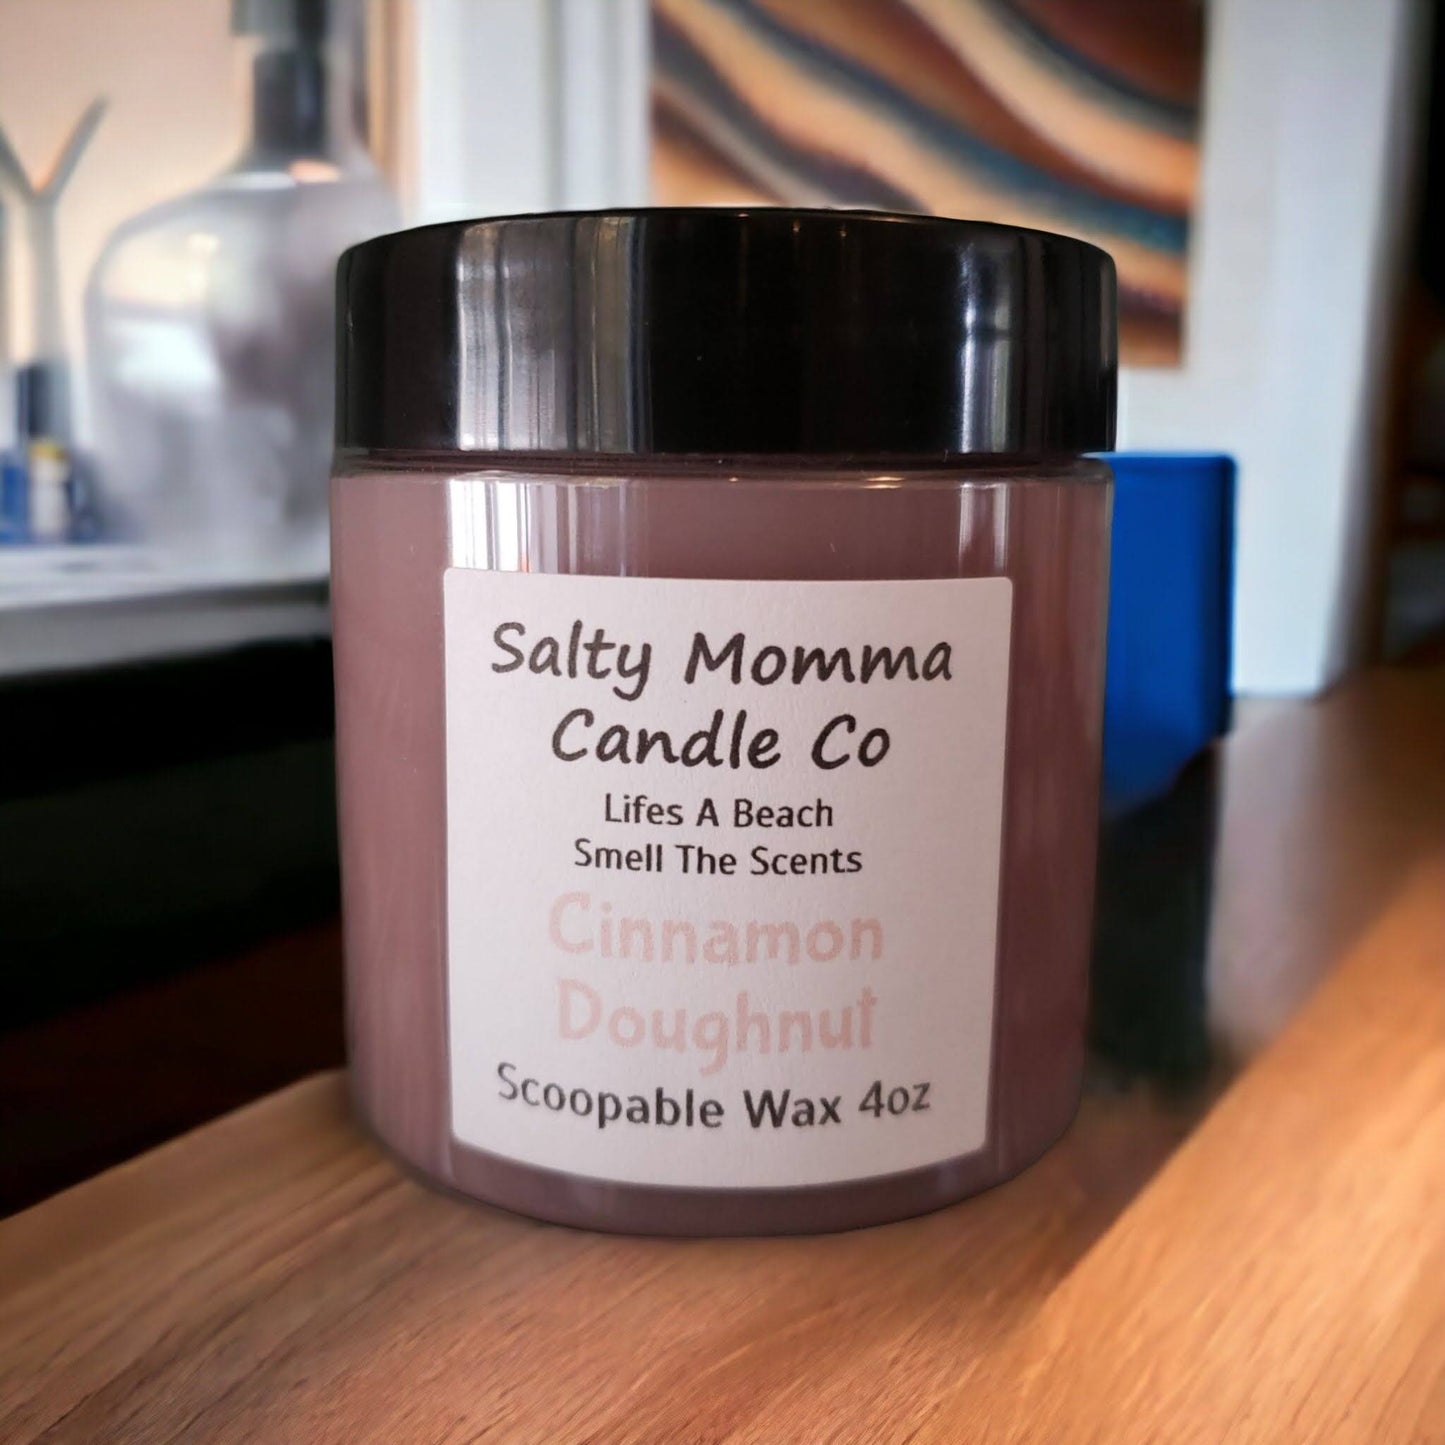 Salty Momma
Candle Co
Lifes A Beach
Smell The Scents
Cinnamon
Doughnut
Scoopable Wax 4oz